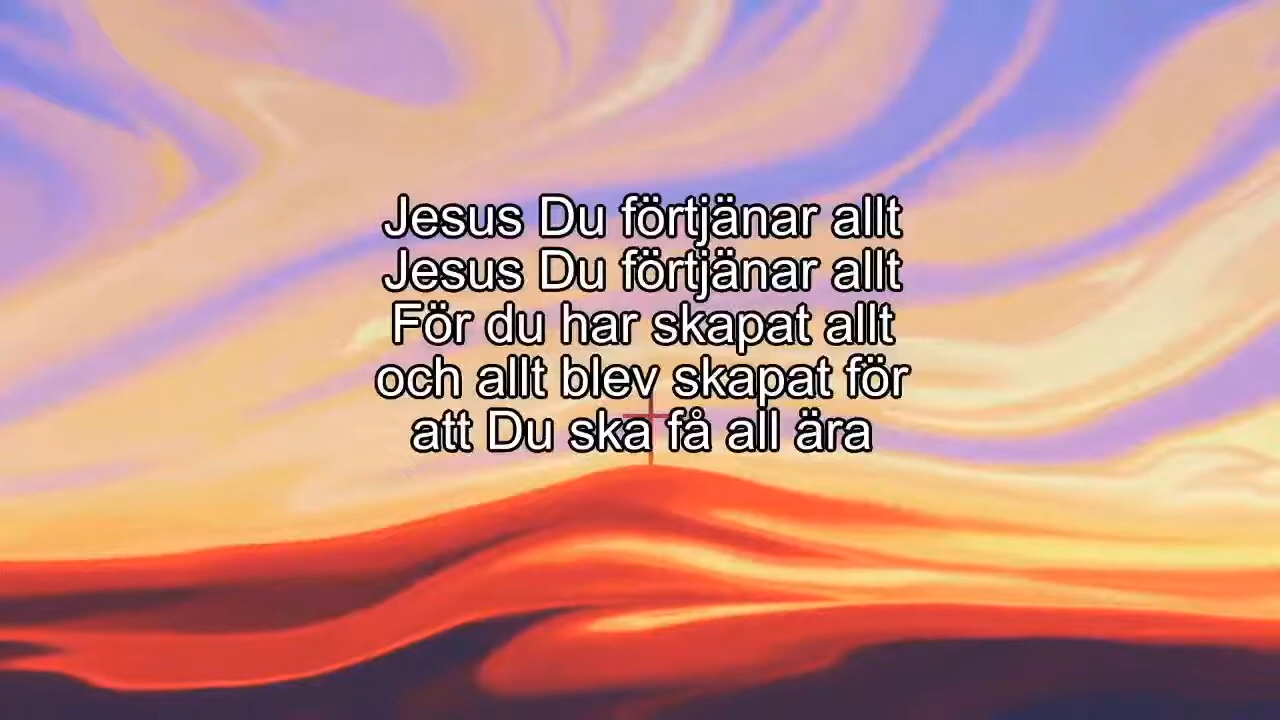 Jesus Du förtjänar allt
Jesus Du förtjänar allt
För du har skapat allt
och allt blev skapat för
att Du ska få all ära